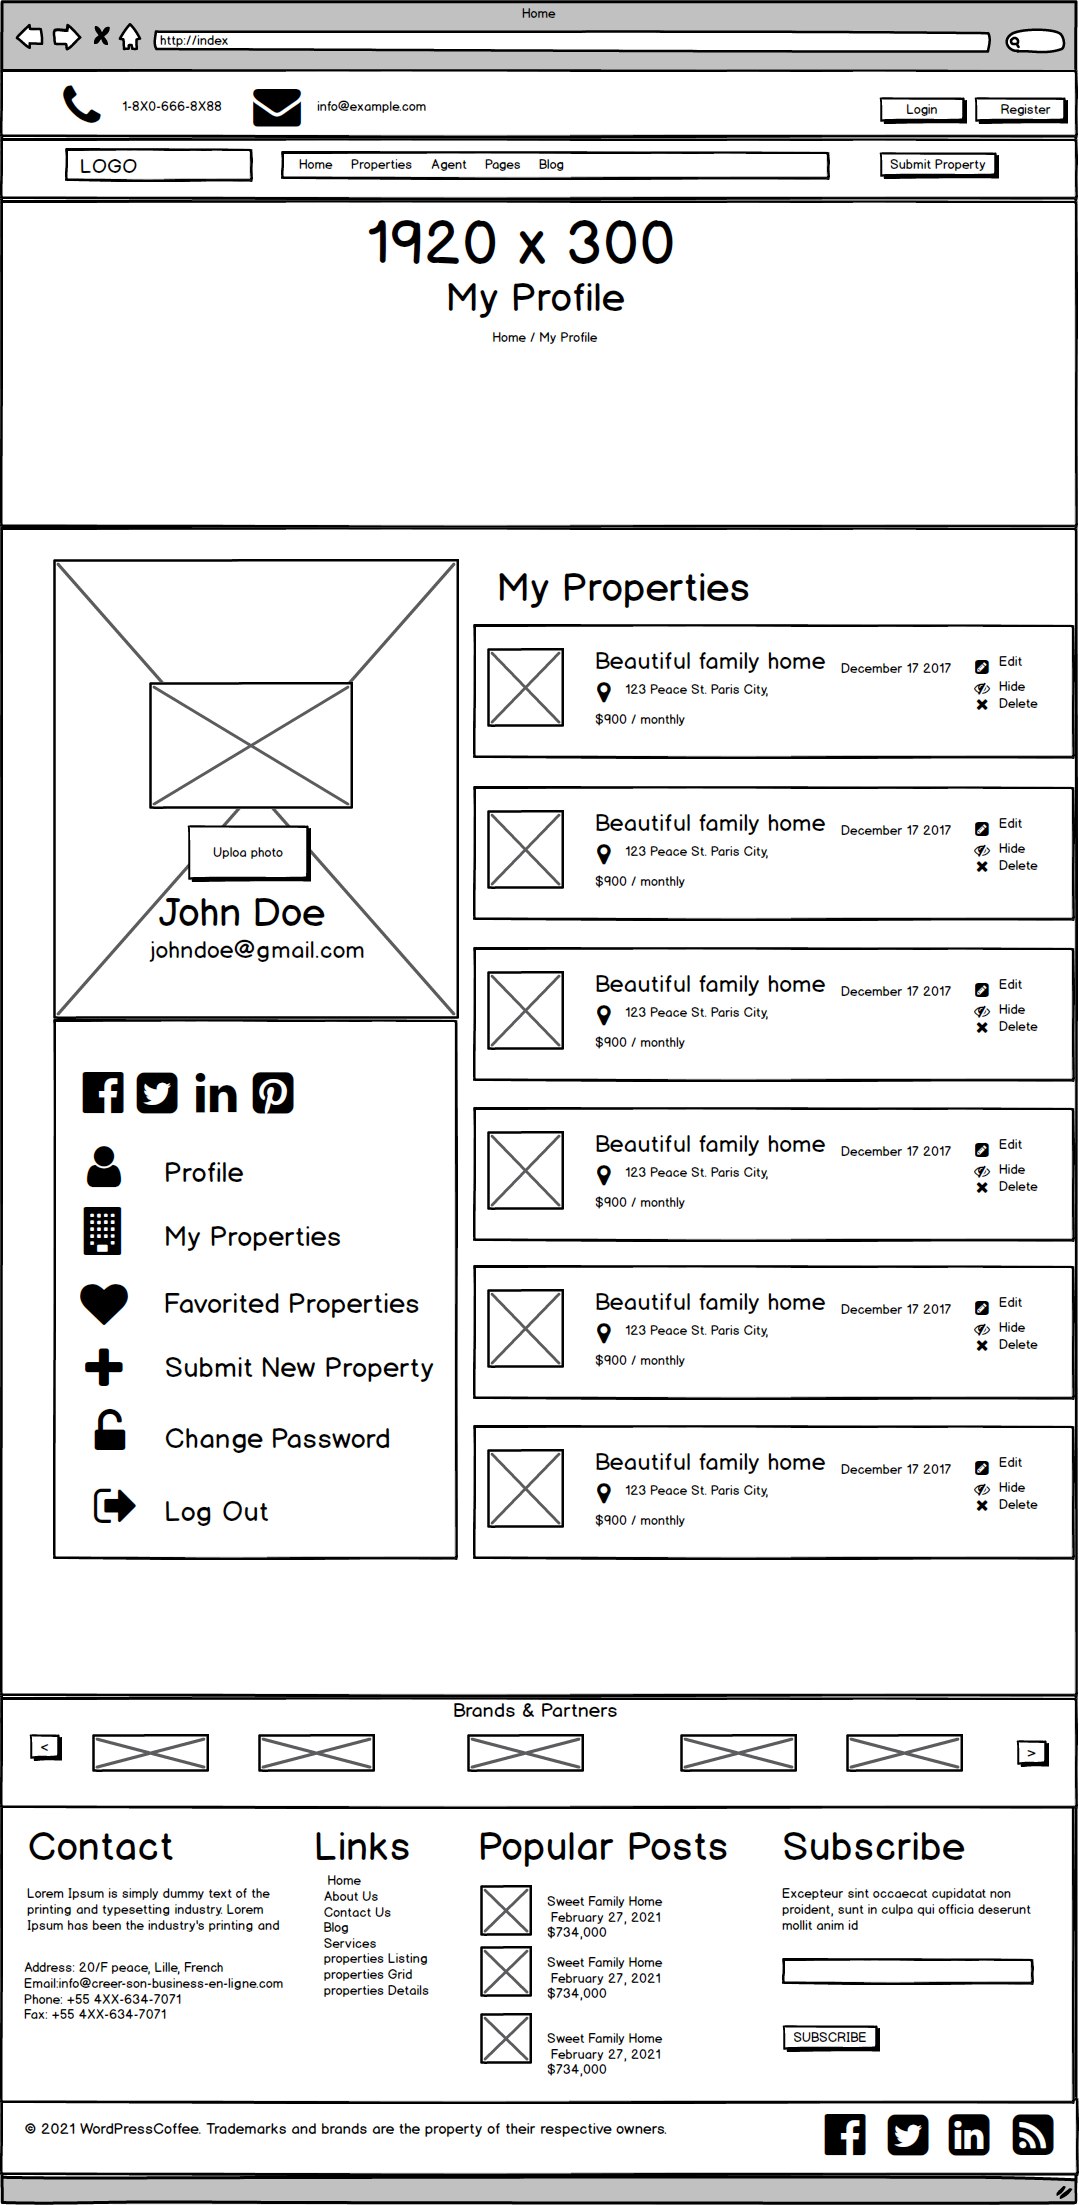 Home
http://index
1-8X0-666-8X88
info@example.com
Login
Register
LOGO
Home Properties Agent Pages Blog
Submit Property
1920 x 300
My Profile
Home / My Profile
Uploa photo
John Doe
johndoe@gmail.com
Profile
My Properties
Favorited Properties
Submit New Property
Change Password
Log Out
My Properties
Beautiful family home
December 17 2017
Edit
123 Peace St. Paris City,
Hide
Delete
$900 / monthly
Beautiful family home
December 17 2017
Edit
123 Peace St. Paris City,
Hide
Delete
$900 / monthly
Beautiful family home
December 17 2017
Edit
123 Peace St. Paris City,
Hide
Delete
$900 / monthly
Beautiful family home
December 17 2017
Edit
123 Peace St. Paris City,
Hide
Delete
$900 / monthly
Beautiful family home
December 17 2017
Edit
123 Peace St. Paris City,
Hide
Delete
$900 / monthly
Beautiful family home
December 17 2017
Edit
123 Peace St. Paris City,
Hide
Delete
$900 / monthly
Brands & Partners
<
>
Contact
Lorem Ipsum is simply dummy text of the
printing and typesetting industry. Lorem
Ipsum has been the industry's printing and
Address: 20/F peace, Lille, French
Email:info@creer-son-business-en-ligne.com
Phone: +55 4XX-634-7071
Fax: +55 4XX-634-7071
Links
Home
About Us
Contact Us
Blog
Services
properties Listing
properties Grid
properties Details
Popular Posts
Sweet Family Home
February 27, 2021
$734,000
Sweet Family Home
February 27, 2021
$734,000
Sweet Family Home
February 27, 2021
$734,000
Subscribe
Excepteur sint occaecat cupidatat non
proident, sunt in culpa qui officia deserunt
mollit anim id
SUBSCRIBE
© 2021 WordPressCoffee. Trademarks and brands are the property of their respective owners.